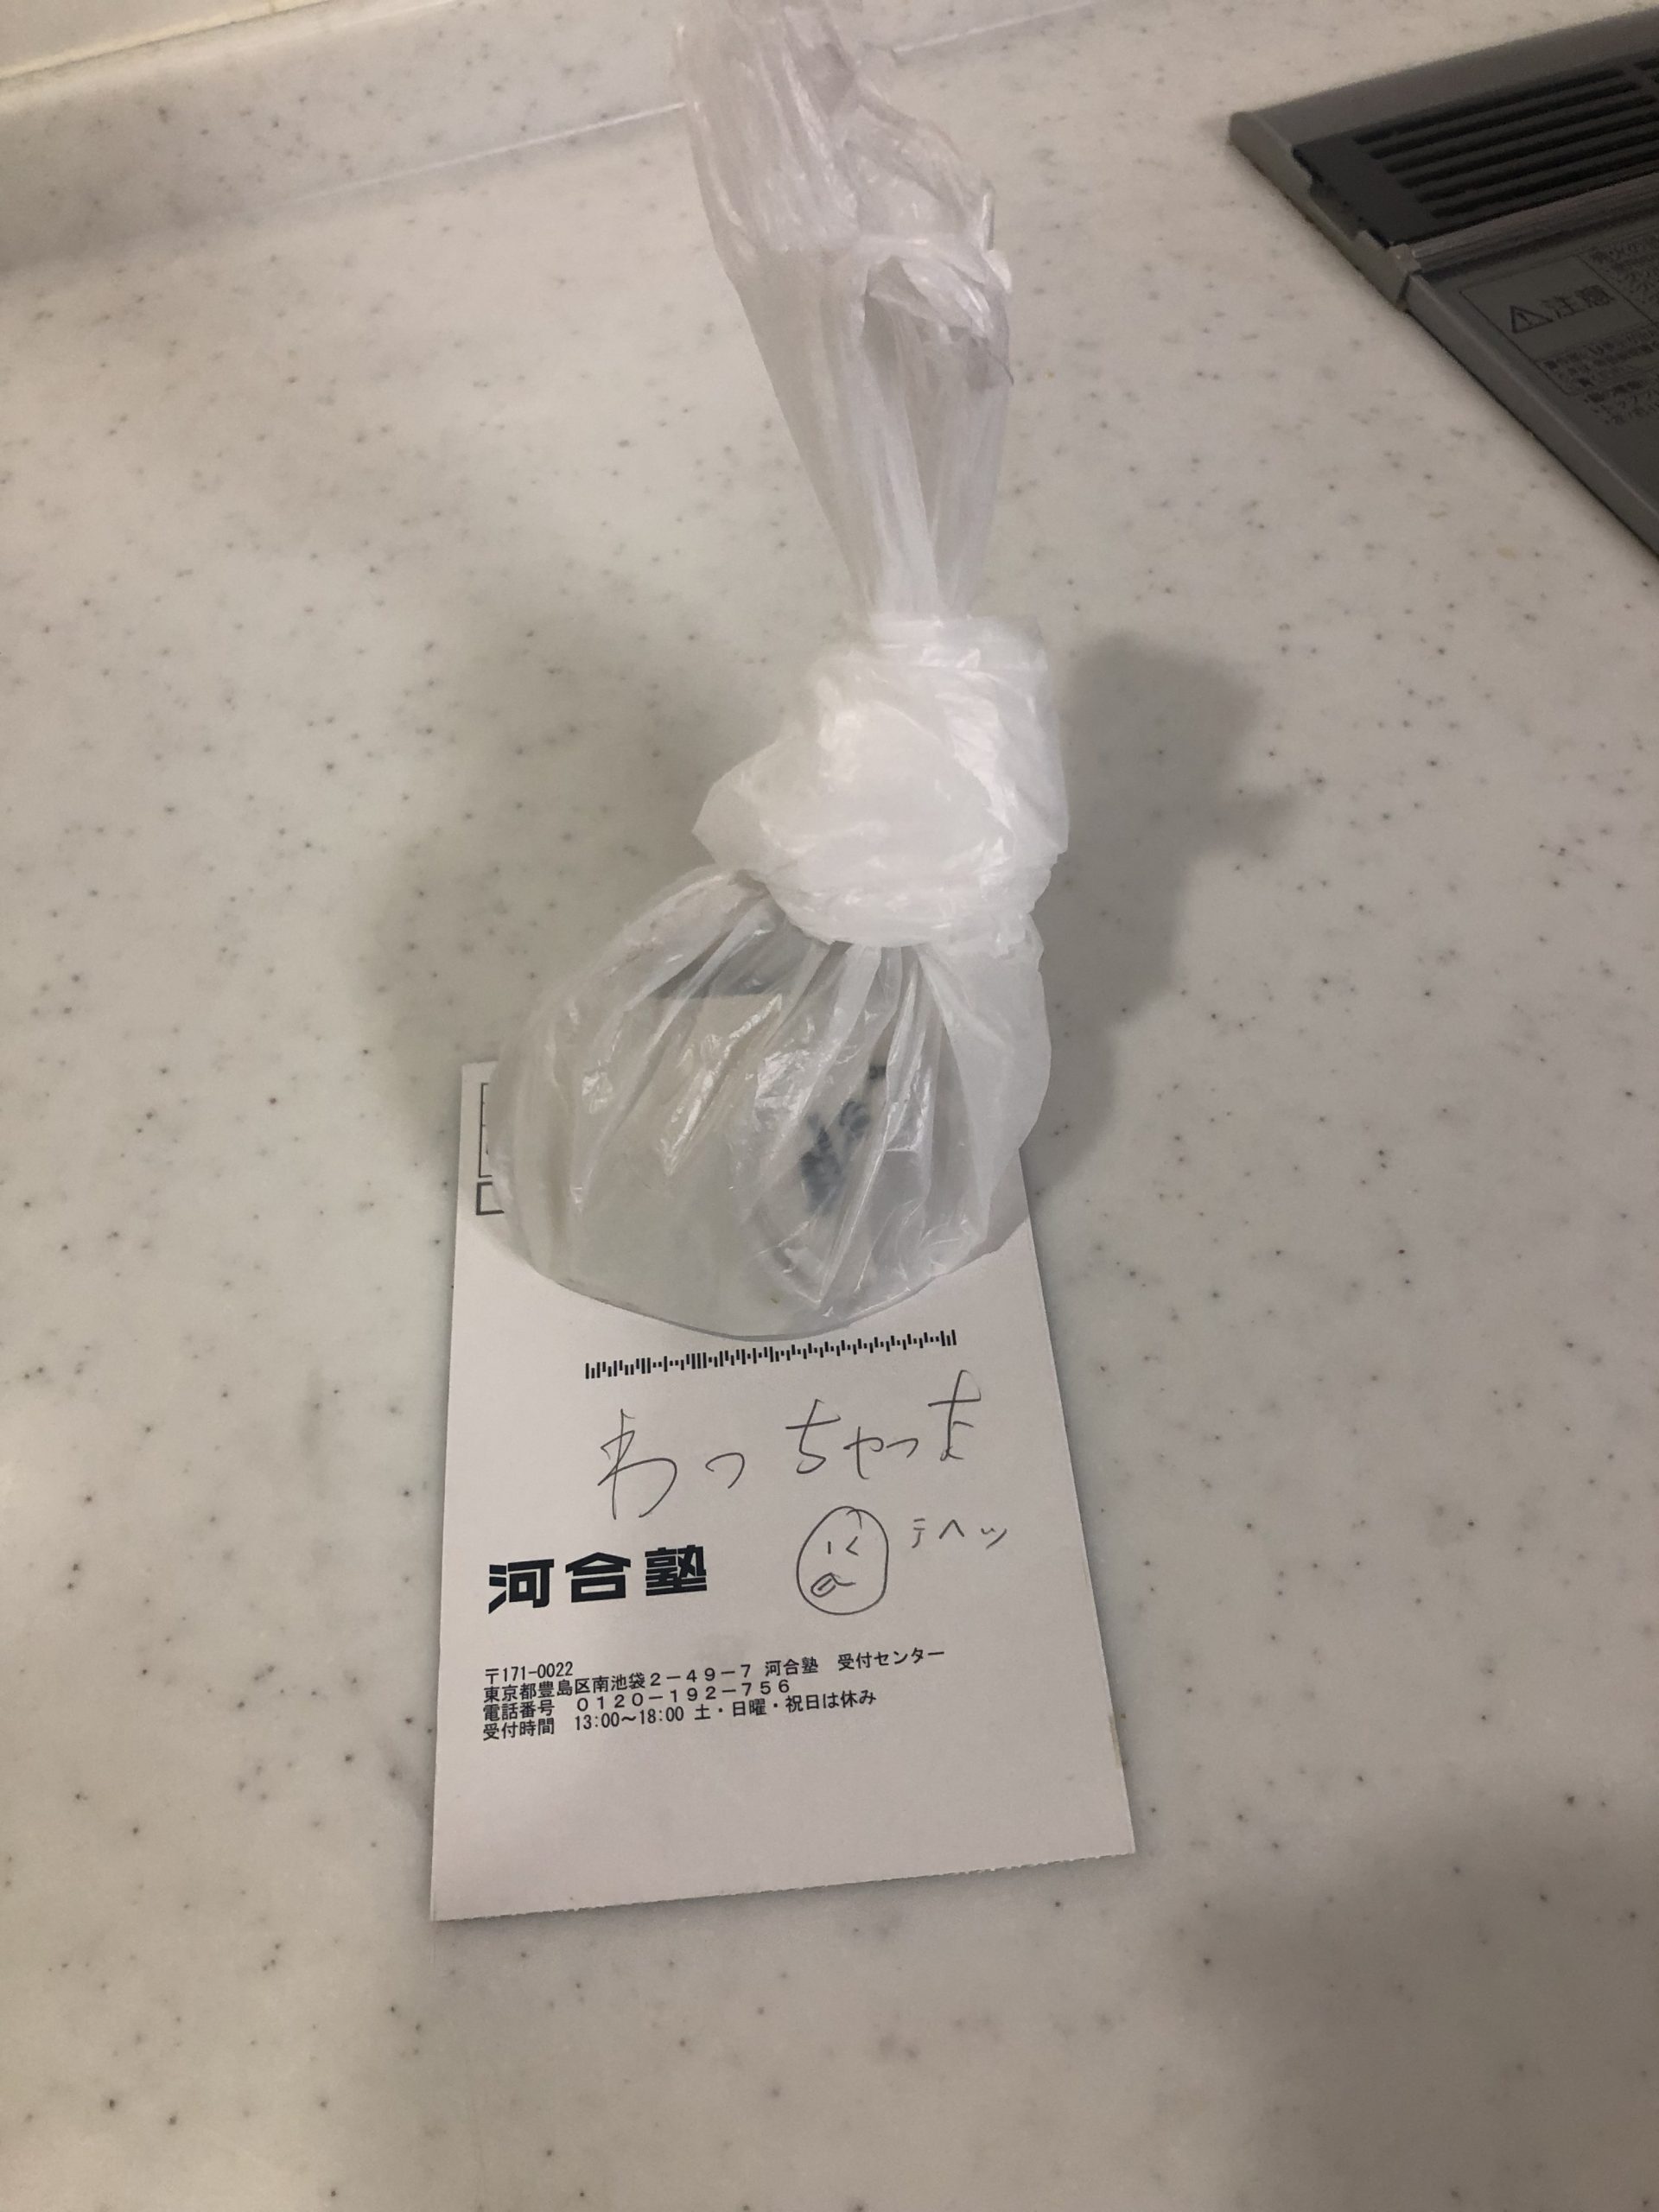 注意
わっちゃったよ
テヘッ
河合塾
〒171-0022
東京都豊島区南池袋2-49-7 河合塾 受付センター
電話番号 0120-192-756
受付時間 13:00~18:00 土・日曜・祝日は休み